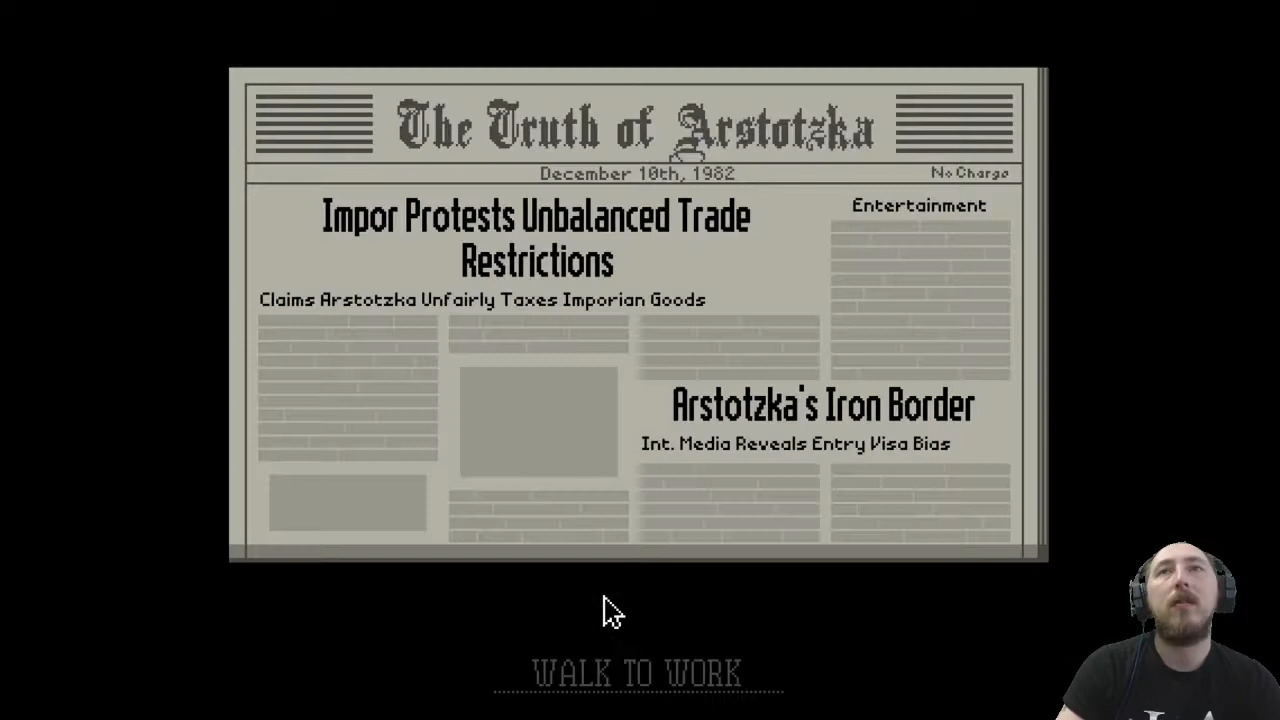 The Truth of Arstotzka
December 10th, 1982
No Charge
Impor Protests Unbalanced Trade
Restrictions
Claims Arstotzka Unfairly Taxes Imporian Goods
Entertainment
Arstotzka's Iron Border
Int. Media Reveals Entry Visa Bias
WALK TO WORK